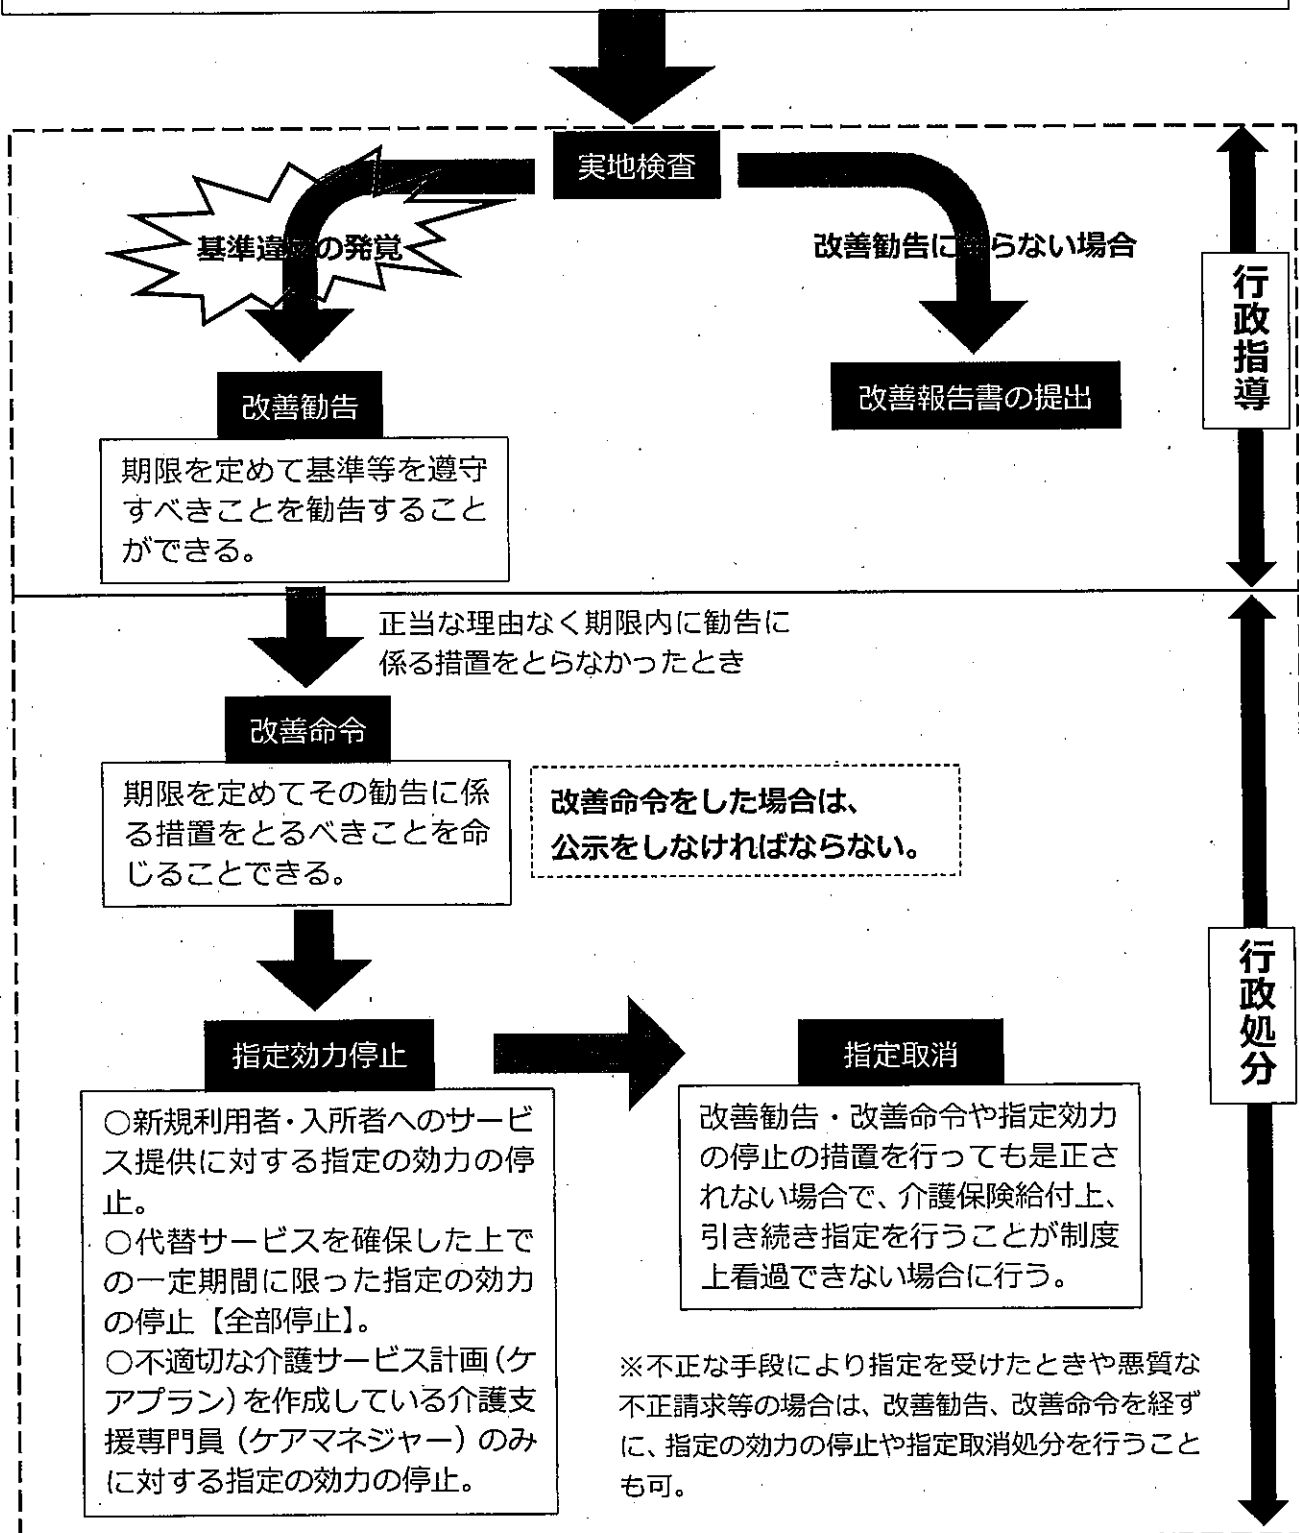 実地検査
基準違の発覚
改善勧告にらない場合
行政指導
改善勧告
改善報告書の提出
期限を定めて基準等を遵守
すべきことを勧告すること
ができる。
正当な理由なく期限内に勧告に
係る措置をとらなかったとき
改善命令
期限を定めてその勧告に係
る措置をとるべきことを命
じることできる。
改善命令をした場合は、
公示をしなければならない。
行政処分
指定効力停止
○新規利用者・入所者へのサービ
ス提供に対する指定の効力の停
止。
○代替サービスを確保した上で
の一定期間に限った指定の効力
の停止【全部停止】。
○不適切な介護サービス計画（ケ
アプラン）を作成している介護支
援専門員（ケアマネジャー）のみ
に対する指定の効力の停止。
指定取消
改善勧告・改善命令や指定効力
の停止の措置を行っても是正さ
れない場合で、介護保険給付上、
引き続き指定を行うことが制度
上看過できない場合に行う。
※不正な手段により指定を受けたときや悪質な
不正請求等の場合は、改善勧告、改善命令を経ず
に、指定の効力の停止や指定取消処分を行うこと
も可。